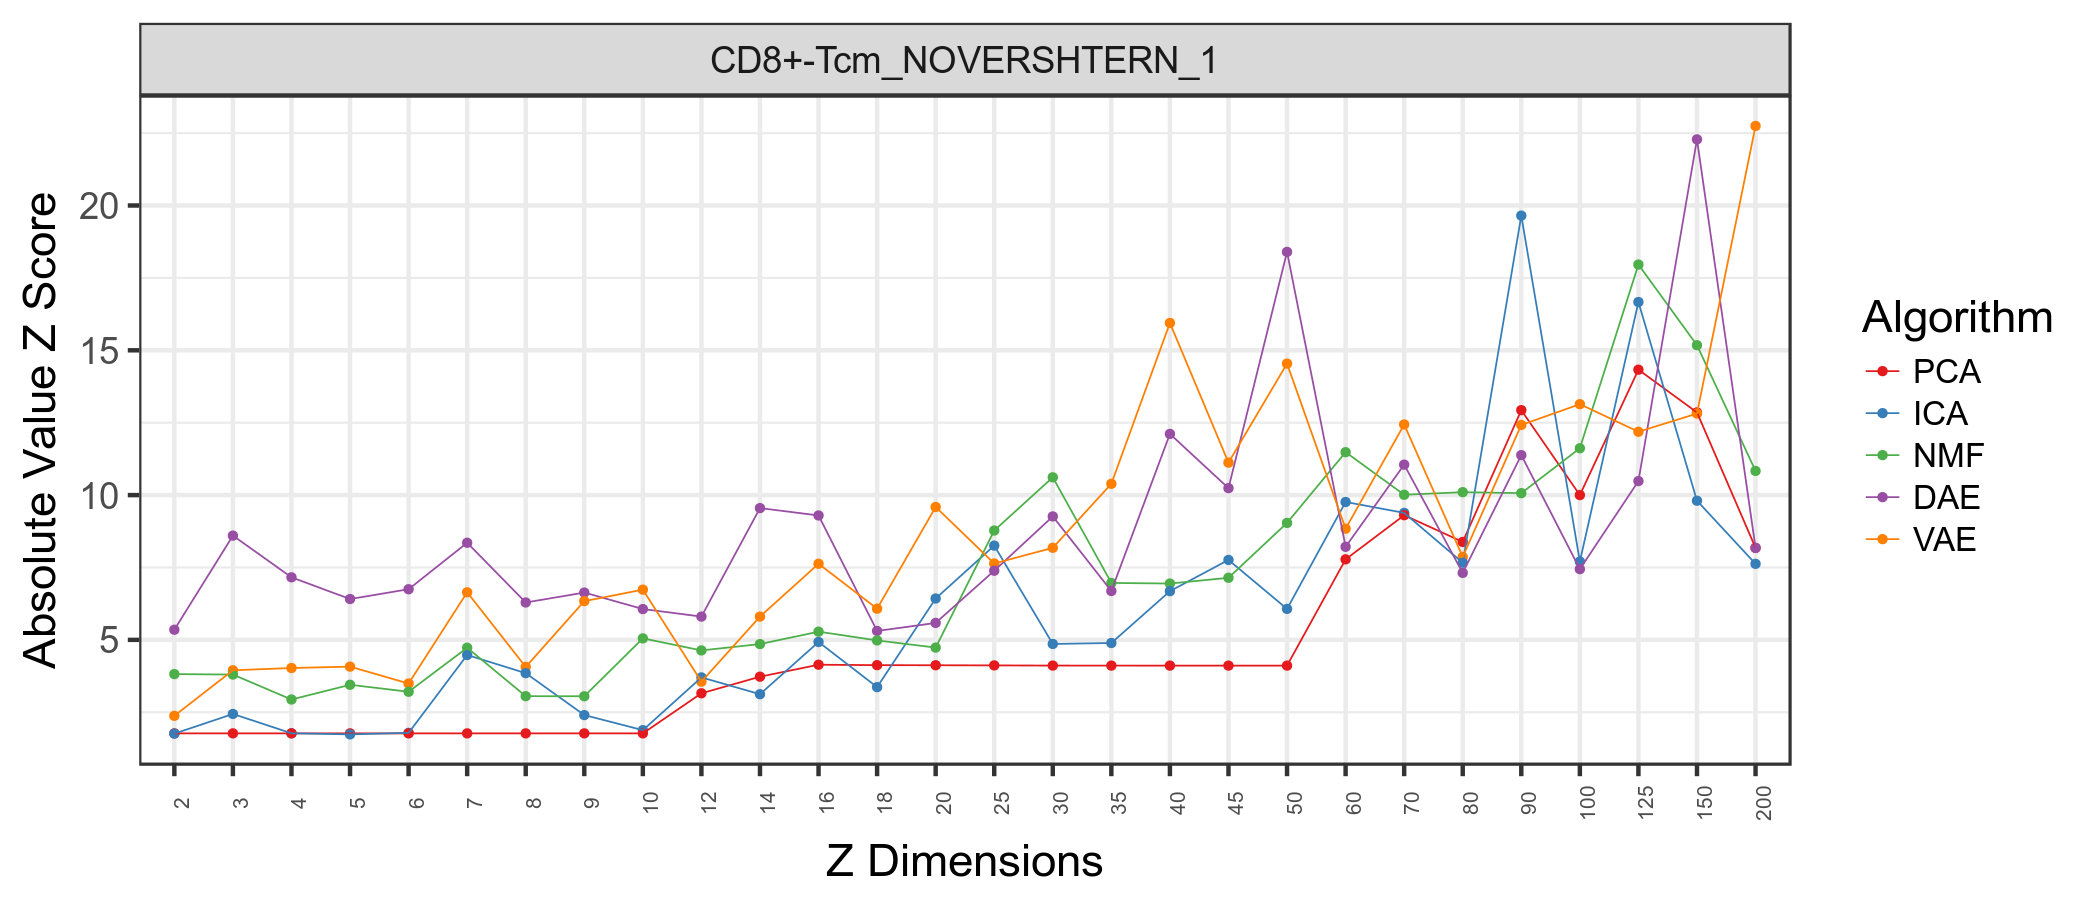 CD8+-Tcm_NOVERSHTERN_1
Absolute Value Z Score
20
15
10
5
2 3 4 5 6 7 8 9 10 12 14 16 18 20 25 30 35 40 45 50 60 70 80 90 100 125 150 200
Z Dimensions
Algorithm
PCA
ICA
NMF
DAE
VAE